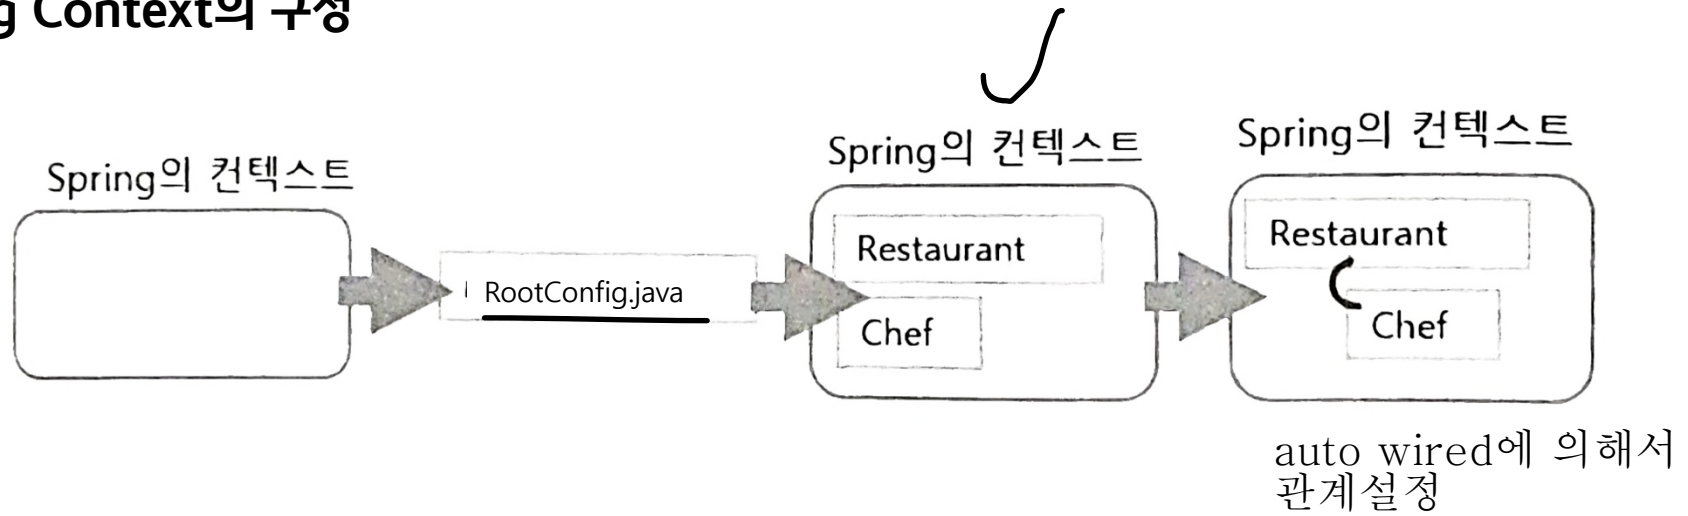 g Context의 구성
Spring의 컨텍스트
RootConfig.java
Spring의 컨텍스트
Restaurant
Chef
Spring의 컨텍스트
Restaurant
Chef
auto wired에 의해서
관계설정